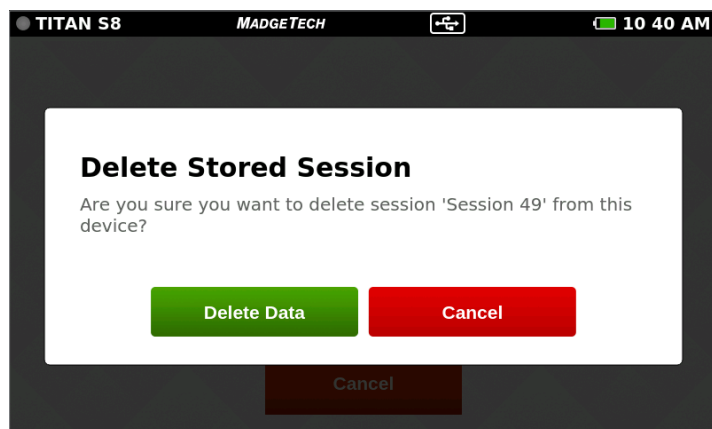 TITAN S8 MADGETECH 10 40 AM
Delete Stored Session
Are you sure you want to delete session 'Session 49' from this
device?
Delete Data Cancel
Cancel